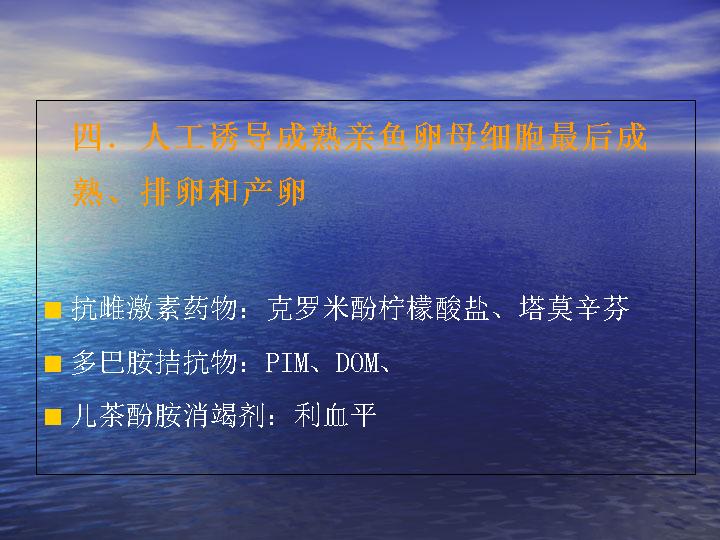 四．人工诱导成熟亲鱼卵母细胞最后成
熟、排卵和产卵
抗雌激素药物：克罗米酚柠檬酸盐、塔莫辛芬
多巴胺拮抗物：PIM、DOM、
儿茶酚胺消竭剂：利血平